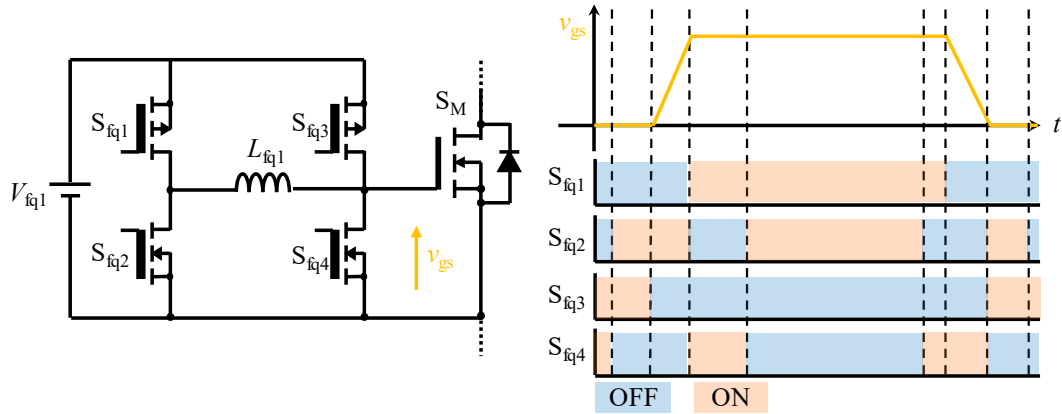 S_fq1
S_fq3
S_M
L_fq1
V_fq1
S_fq2
S_fq4
v_gs
v_gs
t
S_fq1
S_fq2
S_fq3
S_fq4
OFF ON